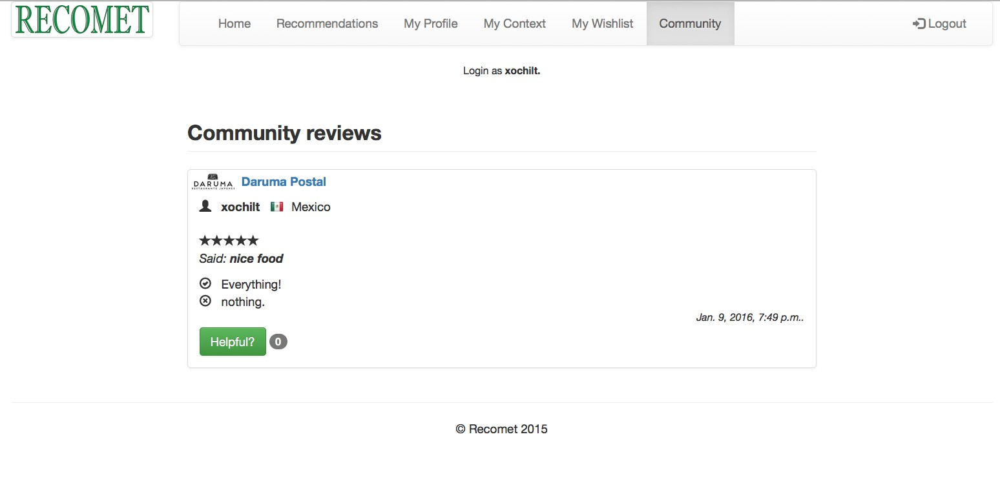 RECOMET
Home Recommendations My Profile My Context My Wishlist Community Logout
Login as xochilt.
Community reviews
DARUMA
RESTAURANTE JAPONES
Daruma Postal
xochilt Mexico
★★★★★
Said: nice food
Everything!
nothing.
Jan. 9, 2016, 7:49 p.m..
Helpful? 0
© Recomet 2015